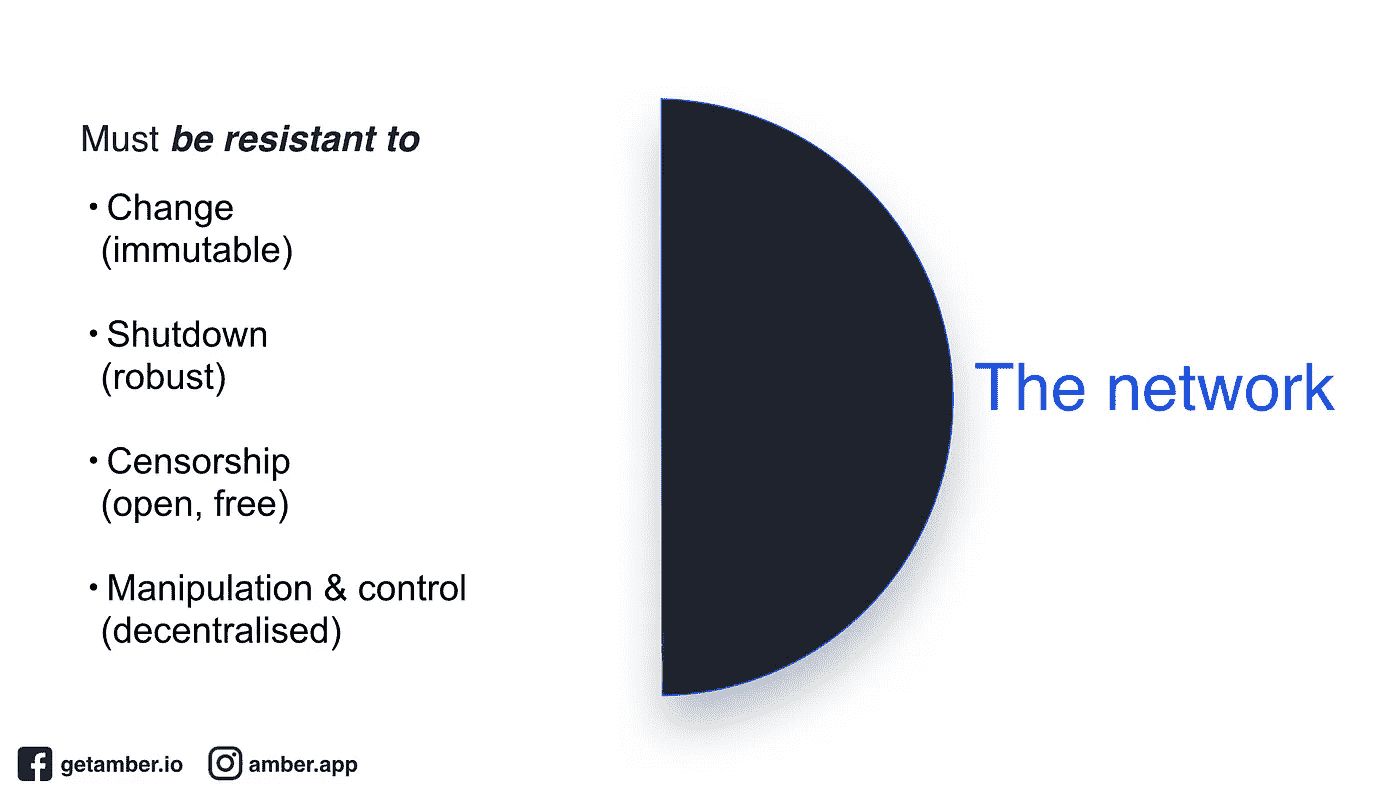 Must be resistant to
• Change
(immutable)
• Shutdown
(robust)
• Censorship
(open, free)
• Manipulation & control
(decentralised)
The network
getamber.io
amber.app